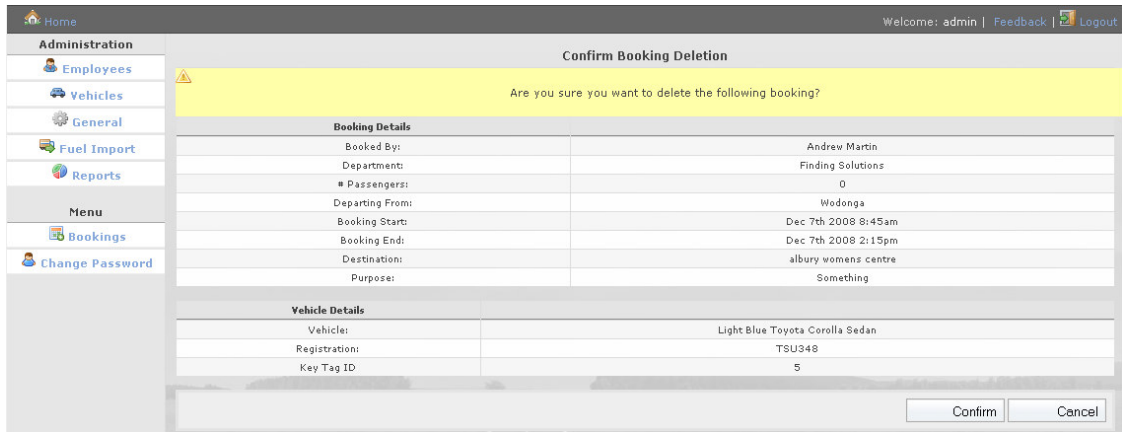 Home
Welcome: admin | Feedback | Logout
Administration
Employees
Vehicles
General
Fuel Import
Reports
Menu
Bookings
Change Password
Confirm Booking Deletion
Are you sure you want to delete the following booking?
Booking Details
Booked By: Andrew Martin
Department: Finding Solutions
# Passengers: 0
Departing From: Wodonga
Booking Start: Dec 7th 2008 8:45am
Booking End: Dec 7th 2008 2:15pm
Destination: albury womens centre
Purpose: Something
Vehicle Details
Vehicle: Light Blue Toyota Corolla Sedan
Registration: TSU348
Key Tag ID 5
Confirm Cancel